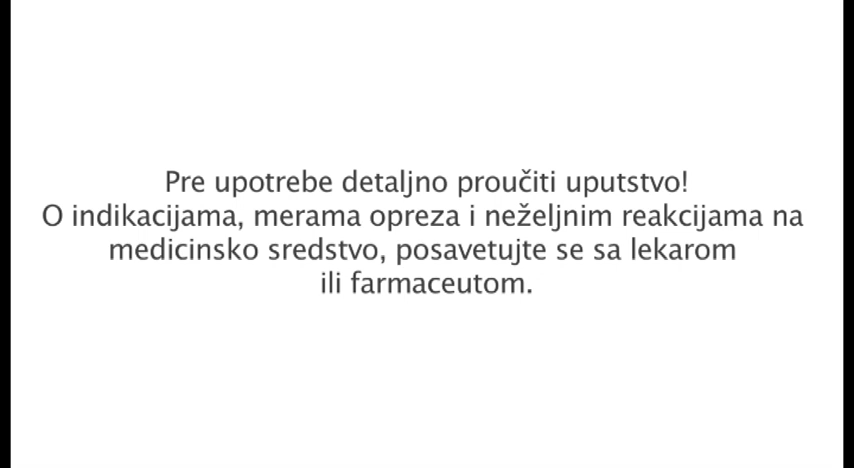 Pre upotrebe detaljno proučiti uputstvo!
O indikacijama, merama opreza i neželjnim reakcijama na
medicinsko sredstvo, posavetujte se sa lekarom
ili farmaceutom.